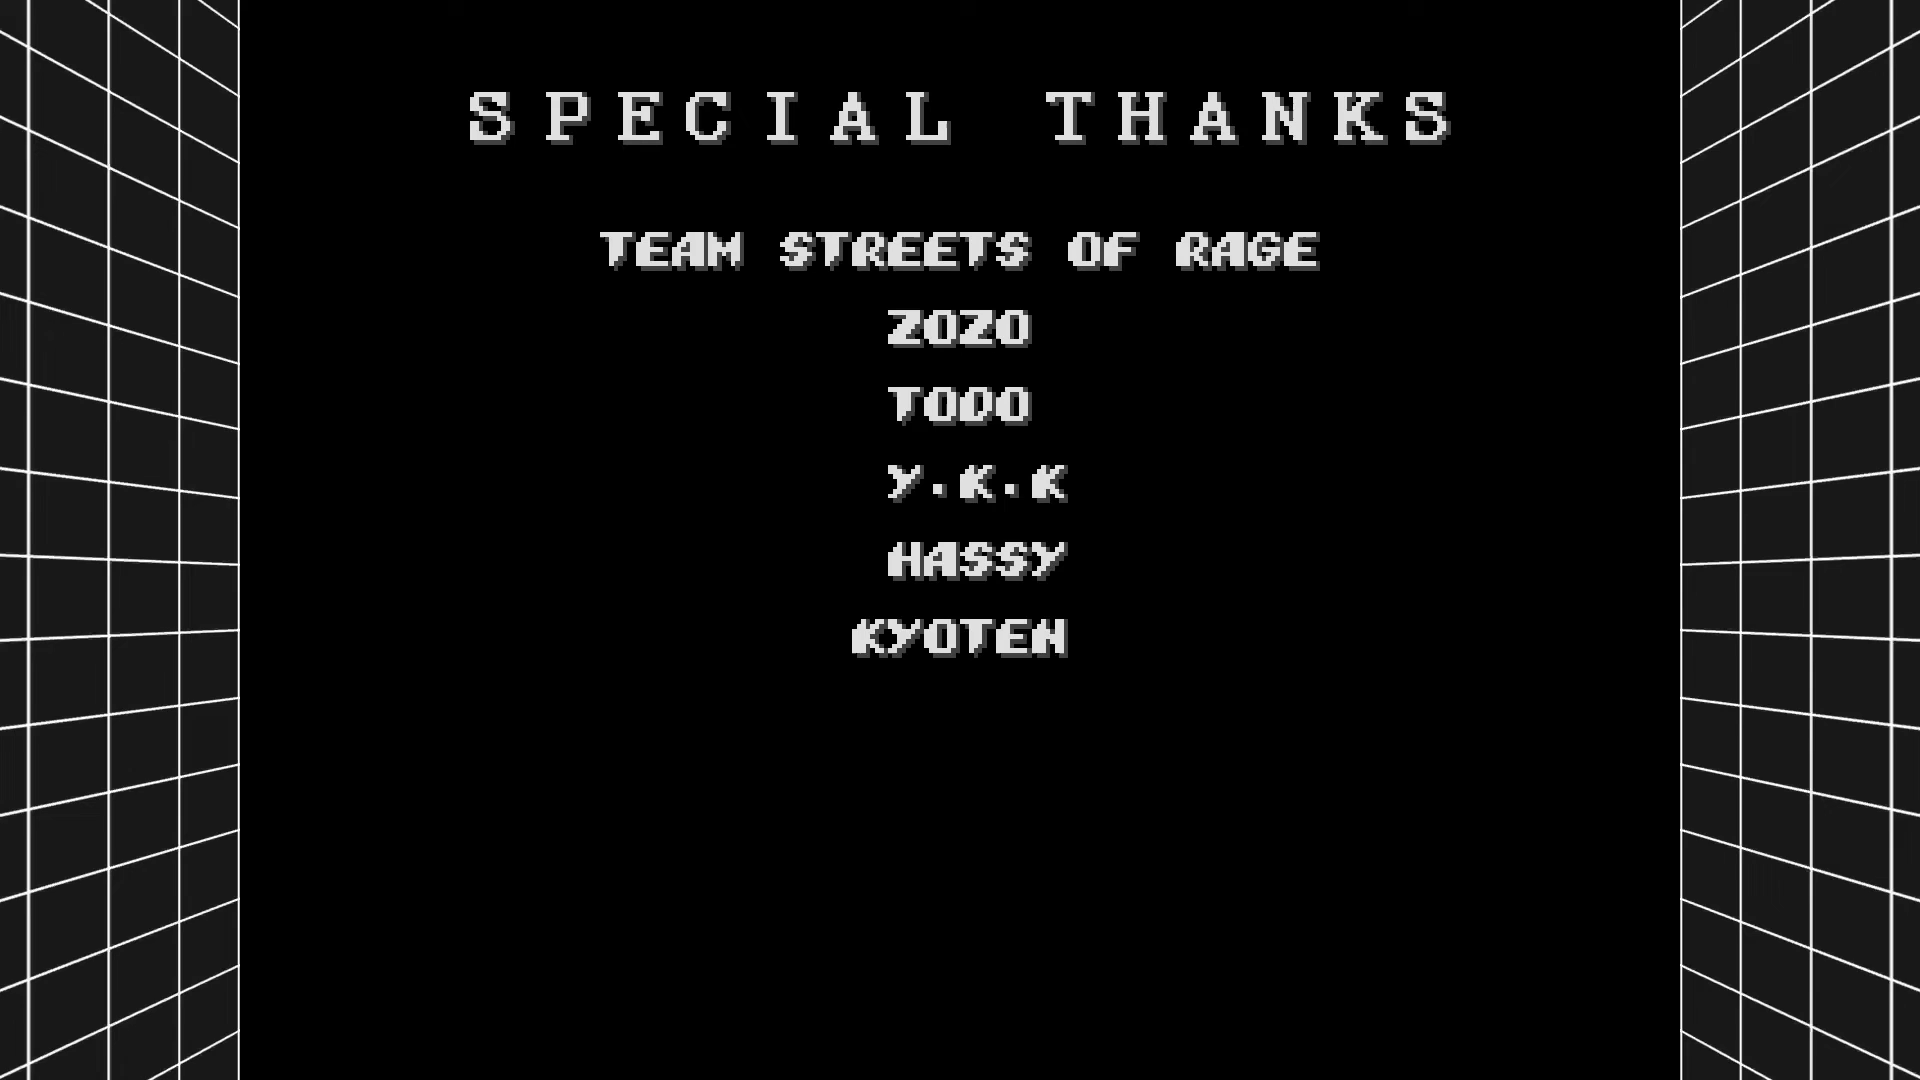 SPECIAL THANKS
TEAM STREETS OF RAGE
ZOZO
TODO
Y.K.K
HASSY
KYOTEN